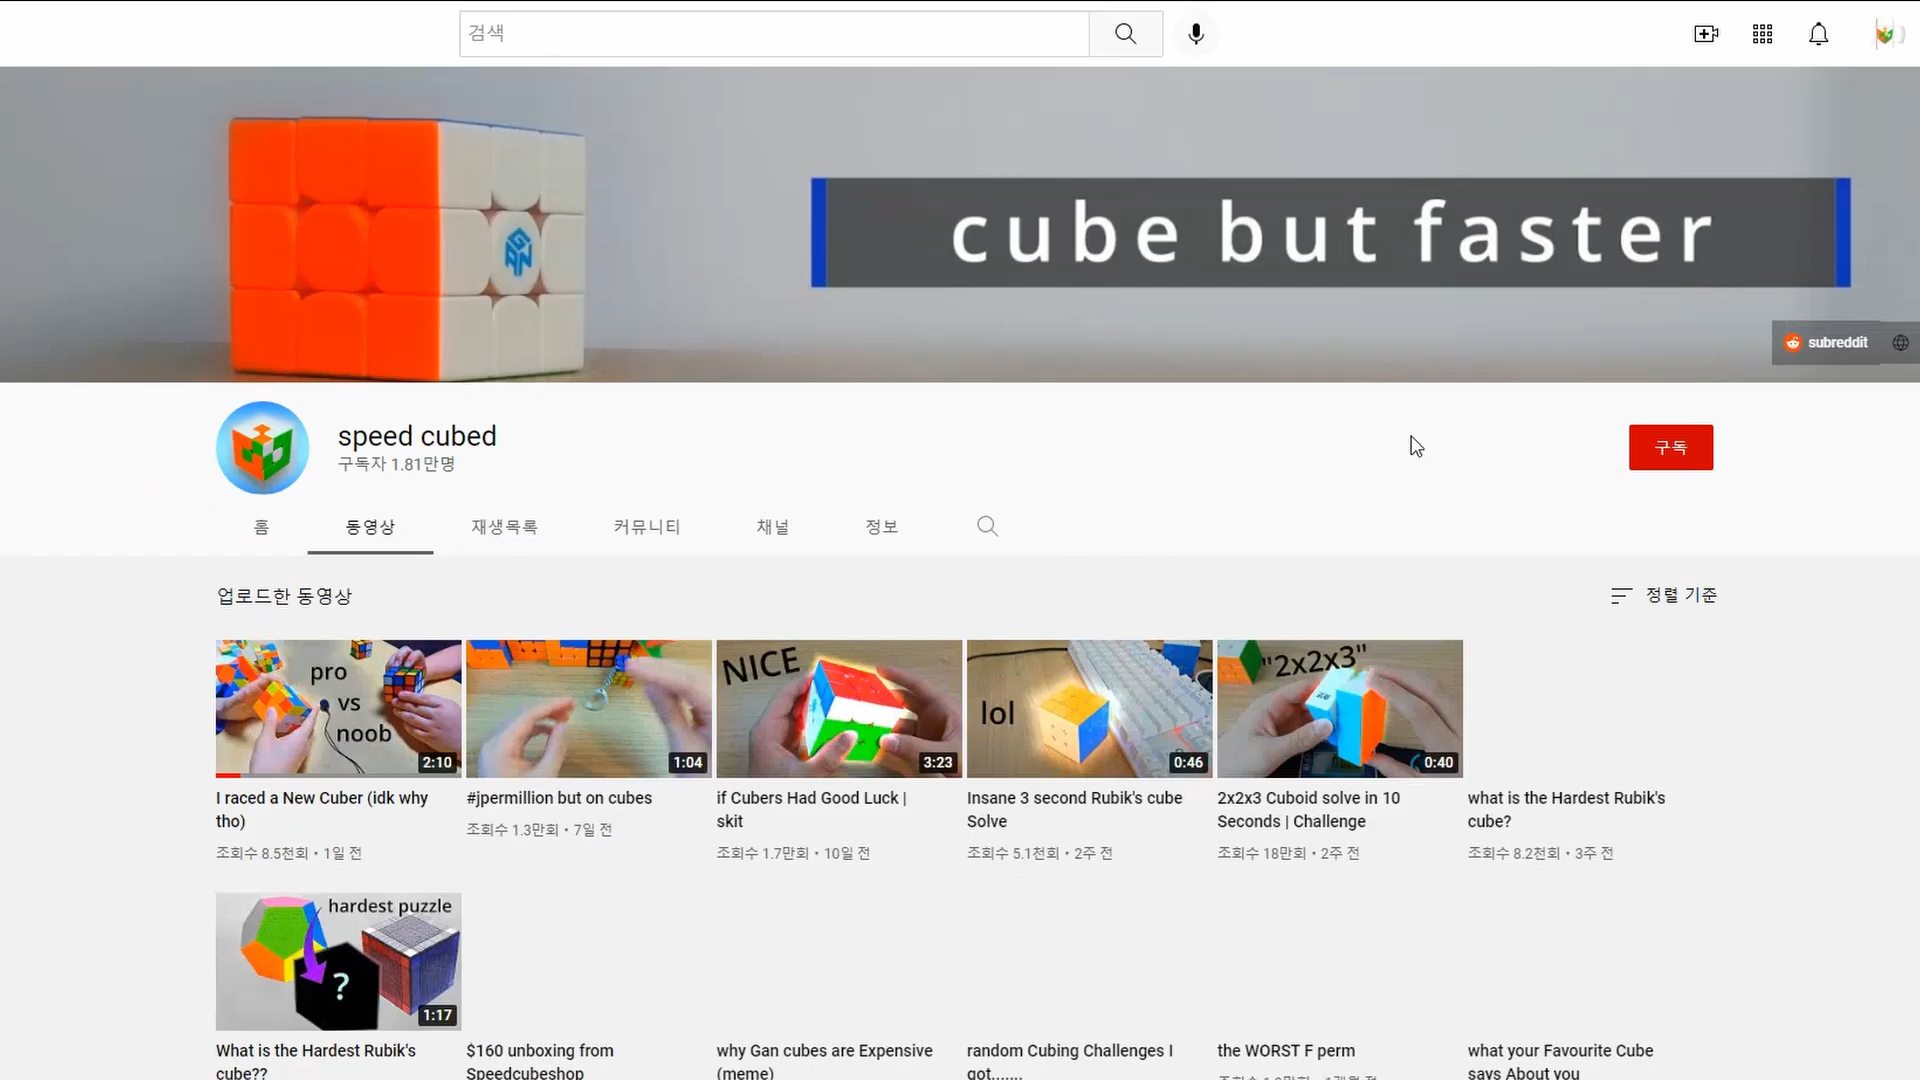 검색
GAN
cube but faster
subreddit
speed cubed
구독자 1.81만명
구독
홈
동영상
재생목록
커뮤니티
채널
정보
업로드한 동영상
정렬 기준
pro
vs
noob
2:10
1:04
NICE
3:23
lol
0:46
"2x2x3"
0:40
I raced a New Cuber (idk why
tho)
조회수 8.5천회 • 1일 전
#jpermillion but on cubes
조회수 1.3만회 • 7일 전
if Cubers Had Good Luck |
skit
조회수 1.7만회 • 10일 전
Insane 3 second Rubik's cube
Solve
조회수 5.1천회 • 2주 전
2x2x3 Cuboid solve in 10
Seconds | Challenge
조회수 18만회 • 2주 전
what is the Hardest Rubik's
cube?
조회수 8.2천회 • 3주 전
hardest puzzle
?
1:17
What is the Hardest Rubik's
cube??
$160 unboxing from
Speedcubeshop
why Gan cubes are Expensive
(meme)
random Cubing Challenges I
got.......
the WORST F perm
what your Favourite Cube
says About you